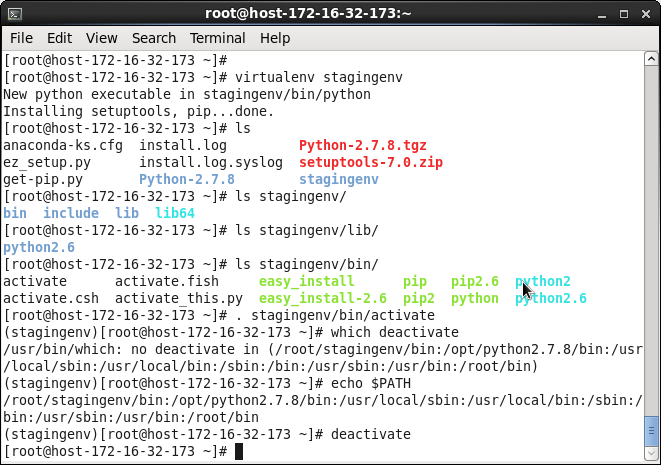 root@host-172-16-32-173:~
File Edit View Search Terminal Help
[root@host-172-16-32-173 ~]#
[root@host-172-16-32-173 ~]# virtualenv stagingenv
New python executable in stagingenv/bin/python
Installing setuptools, pip...done.
[root@host-172-16-32-173 ~]# ls
anaconda-ks.cfg  install.log         Python-2.7.8.tgz
ez_setup.py      install.log.syslog  setuptools-7.0.zip
get-pip.py       Python-2.7.8        stagingenv
[root@host-172-16-32-173 ~]# ls stagingenv/
bin  include  lib  lib64
[root@host-172-16-32-173 ~]# ls stagingenv/lib/
python2.6
[root@host-172-16-32-173 ~]# ls stagingenv/bin/
activate      activate.fish     easy_install      pip   pip2.6  python2
activate.csh  activate_this.py  easy_install-2.6  pip2  python  python2.6
[root@host-172-16-32-173 ~]# . stagingenv/bin/activate
(stagingenv)[root@host-172-16-32-173 ~]# which deactivate
/usr/bin/which: no deactivate in (/root/stagingenv/bin:/opt/python2.7.8/bin:/usr
/local/sbin:/usr/local/bin:/sbin:/bin:/usr/sbin:/usr/bin:/root/bin)
(stagingenv)[root@host-172-16-32-173 ~]# echo $PATH
/root/stagingenv/bin:/opt/python2.7.8/bin:/usr/local/sbin:/usr/local/bin:/sbin:/
bin:/usr/sbin:/usr/bin:/root/bin
(stagingenv)[root@host-172-16-32-173 ~]# deactivate
[root@host-172-16-32-173 ~]#